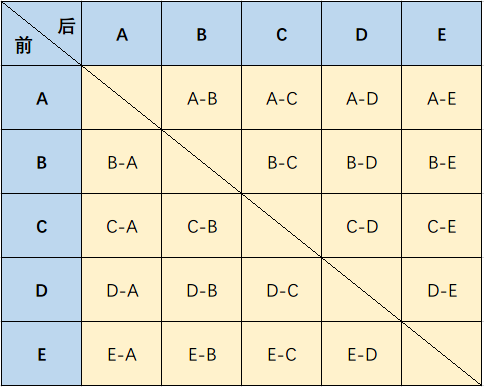 后
前 A B C D E
A A-B A-C A-D A-E
B B-A B-C B-D B-E
C C-A C-B C-D C-E
D D-A D-B D-C D-E
E E-A E-B E-C E-D